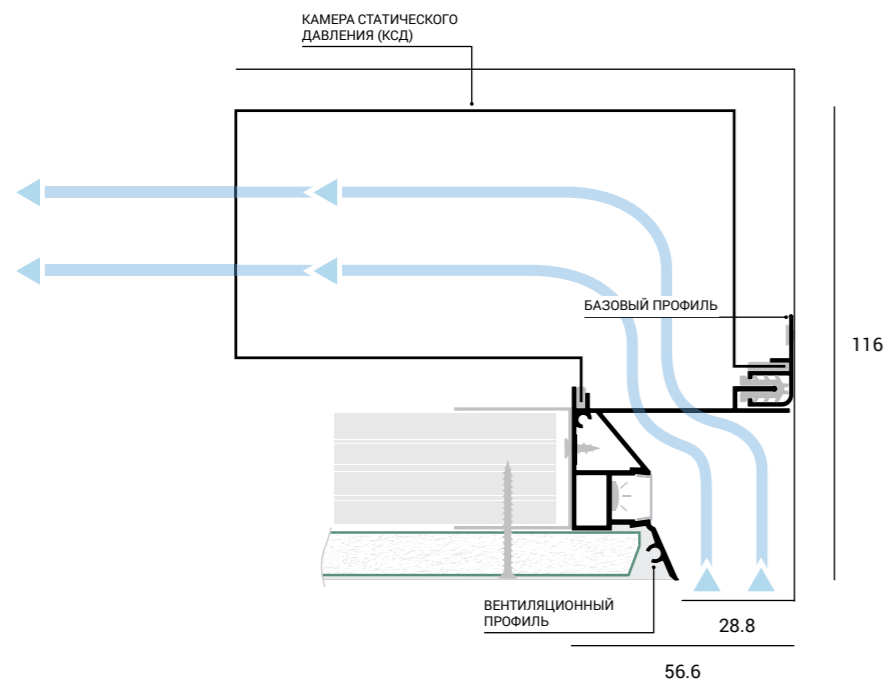 КАМЕРА СТАТИЧЕСКОГО
ДАВЛЕНИЯ (КСД)
БАЗОВЫЙ ПРОФИЛЬ
116
ВЕНТИЛЯЦИОННЫЙ
ПРОФИЛЬ
28.8
56.6